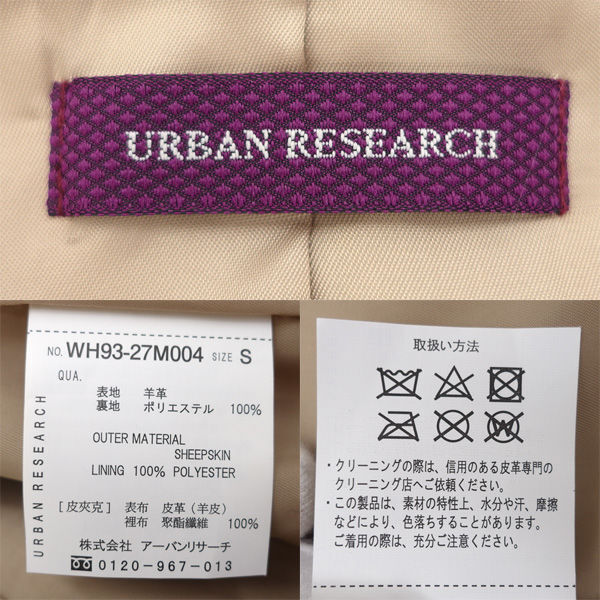 URBAN RESEARCH
NO. WH93-27M004 SIZE S
QUA.
表地 羊革
裏地 ポリエステル 100%
OUTER MATERIAL
SHEEPSKIN
LINING 100% POLYESTER
[皮夾克] 表布 皮革(羊皮)
裡布 聚酯纖維 100%
株式会社 アーバンリサーチ
0120-967-013
URBAN RESEARCH
取扱い方法
W
・クリーニングの際は、信用のある皮革専門の
クリーニング店へご依頼ください。
・この製品は、素材の特性上、水分や汗、摩擦
などにより、色落ちすることがあります。
ご着用の際は、充分ご注意ください。